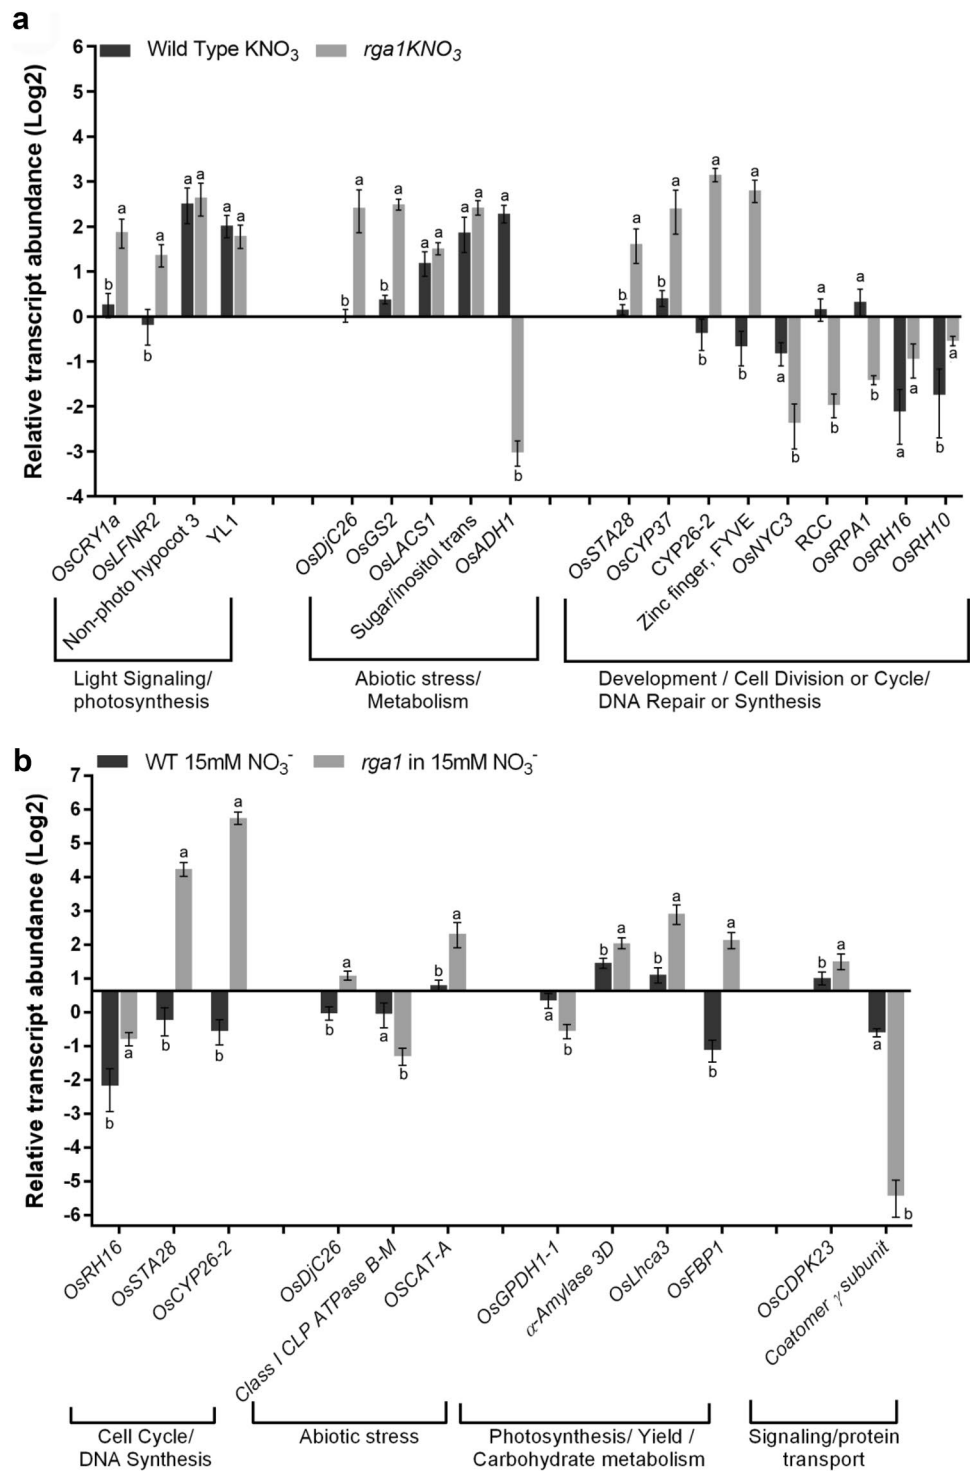 a
Wild Type KNO3 rga1KNO3
Relative transcript abundance (Log2)
6
5
4
3
2
1
0
-1
-2
-3
-4
b a b a a a a a b a b a a a a a a b b a b a b a b a a b a b a b a a b a
OsCRY1a OsLFNR2 Non-photo hypocot 3 YL1 OsDjC26 OsGS2 OsLACS1 Sugar/inositol trans OsADH1 OsSTA28 OsCYP37 CYP26-2 Zinc finger, FYVE OsNYC3 RCC OsRPA1 OsRH16 OsRH10
Light Signaling/ Abiotic stress/ Development / Cell Division or Cycle/
photosynthesis Metabolism DNA Repair or Synthesis
b
WT 15mM NO3- rga1 in 15mM NO3-
Relative transcript abundance (Log2)
7
6
5
4
3
2
1
0
-1
-2
-3
-4
-5
-6
b a b a b a b a a b b a a b b a b a b a b a a b
OsRH16 OsSTA28 OsCYP26-2 OsDjC26 Class I CLP ATPase B-M OSCAT-A OsGPDH1-1 α-Amylase 3D OsLhca3 OsFBP1 OsCDPK23 Coatomer γ subunit
Cell Cycle/ Abiotic stress Photosynthesis/ Yield / Signaling/protein
DNA Synthesis Carbohydrate metabolism transport